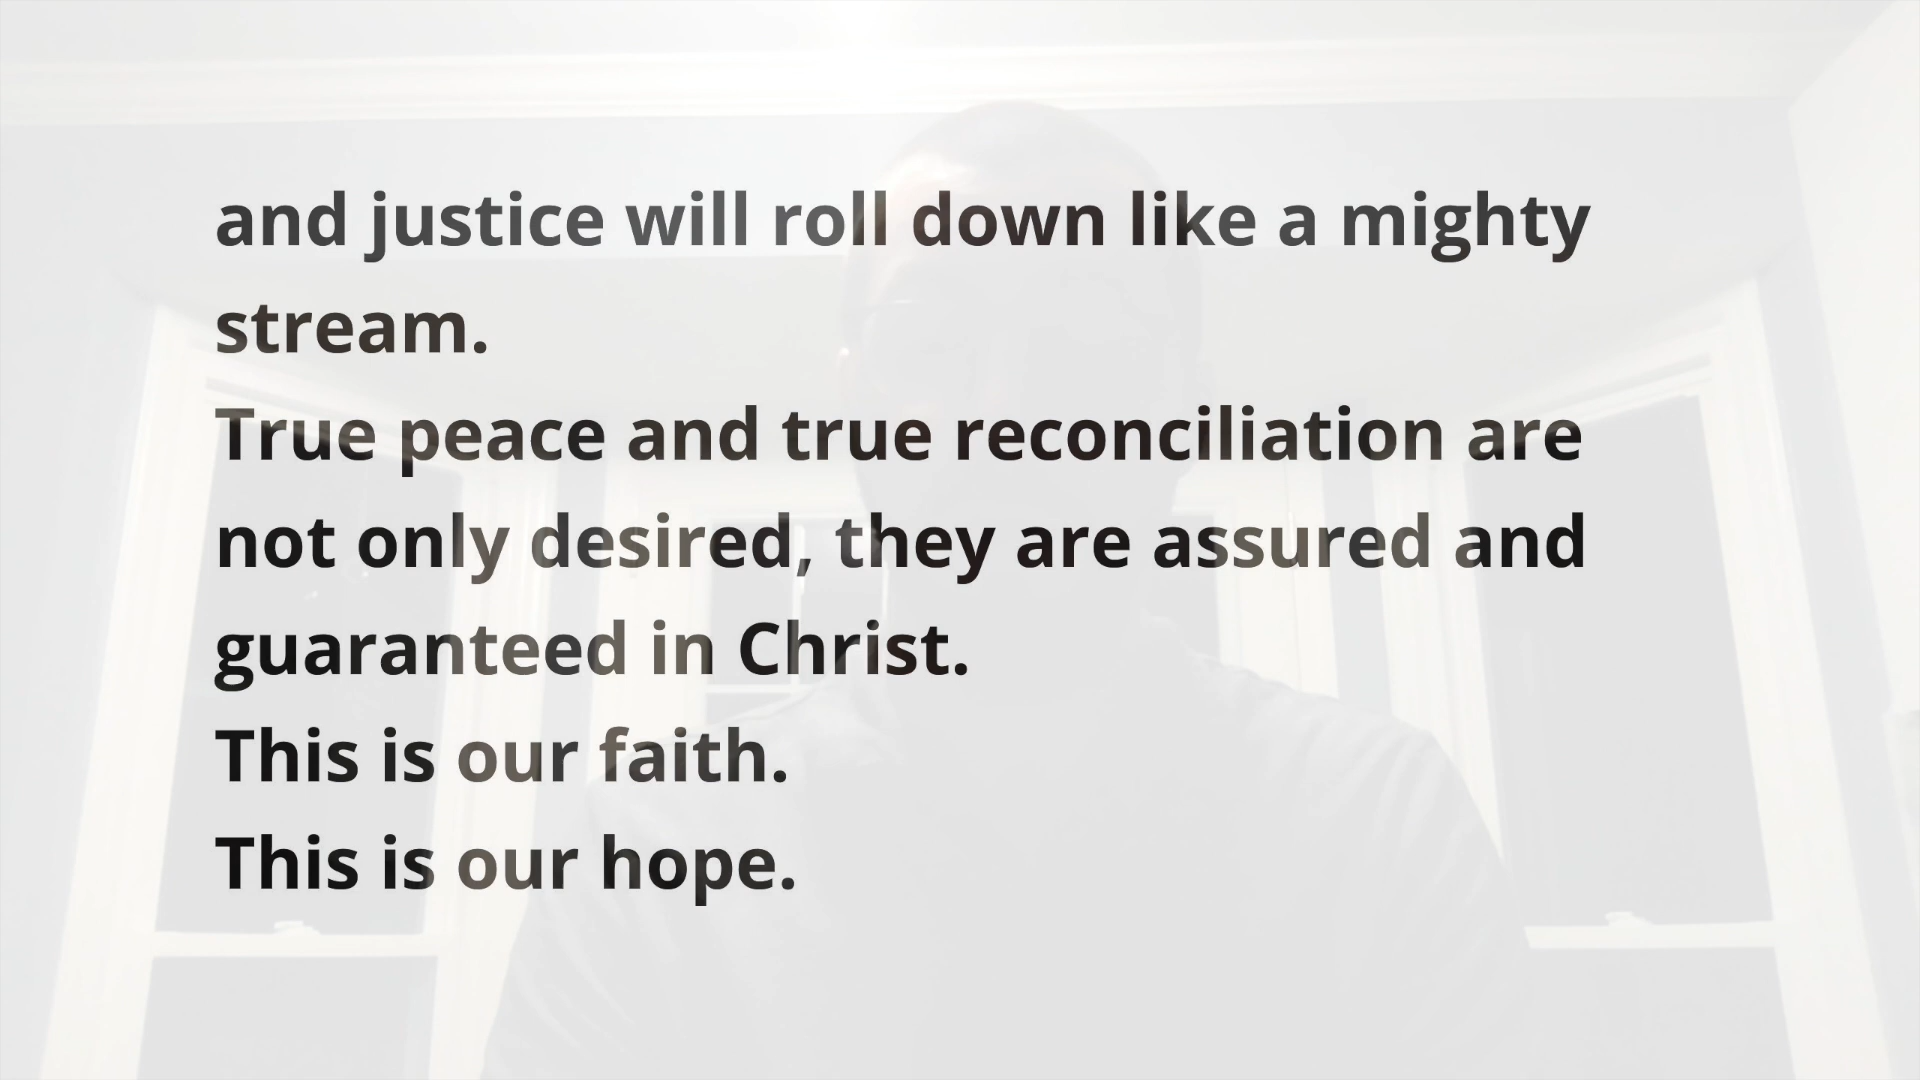 and justice will roll down like a mighty
stream.
True peace and true reconciliation are
not only desired, they are assured and
guaranteed in Christ.
This is our faith.
This is our hope.